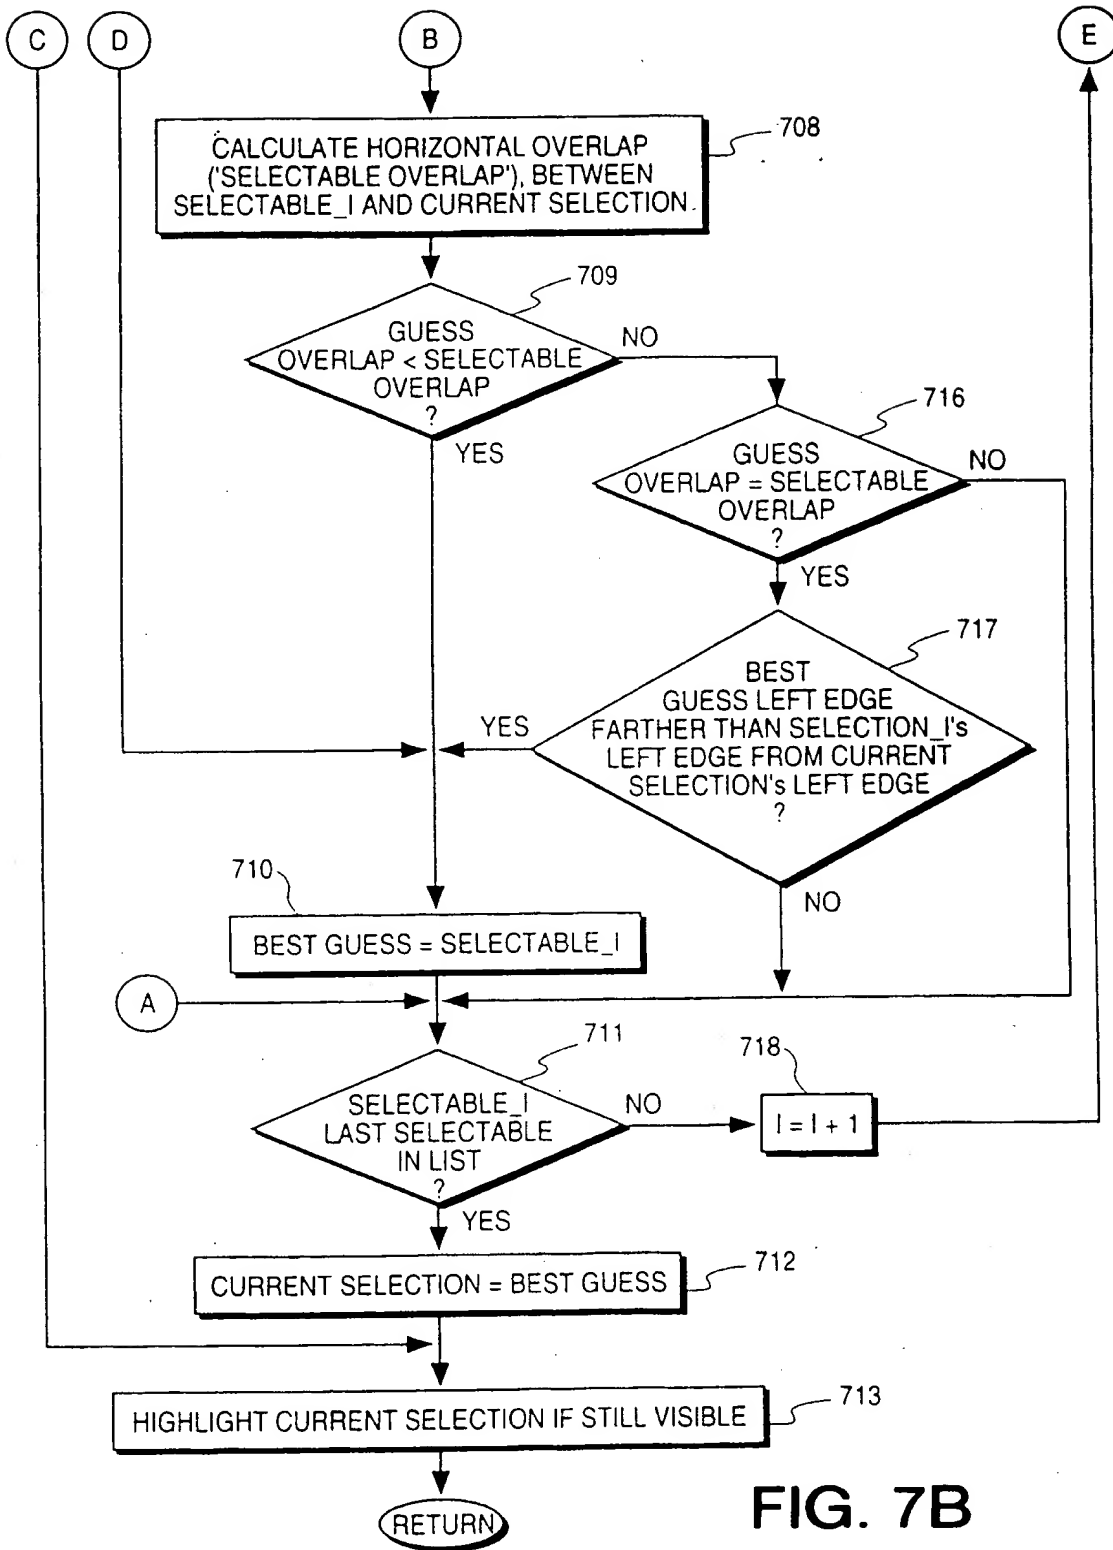 C
D
B
E
CALCULATE HORIZONTAL OVERLAP
('SELECTABLE OVERLAP'), BETWEEN
SELECTABLE_I AND CURRENT SELECTION
708
709
GUESS
OVERLAP < SELECTABLE
OVERLAP
?
NO
YES
716
GUESS
OVERLAP = SELECTABLE
OVERLAP
?
NO
YES
717
BEST
GUESS LEFT EDGE
FARTHER THAN SELECTION_I's
LEFT EDGE FROM CURRENT
SELECTION's LEFT EDGE
?
YES
NO
710
BEST GUESS = SELECTABLE_I
A
711
SELECTABLE_I
LAST SELECTABLE
IN LIST
?
NO
YES
718
I = I + 1
CURRENT SELECTION = BEST GUESS
712
HIGHLIGHT CURRENT SELECTION IF STILL VISIBLE
713
RETURN
FIG. 7B